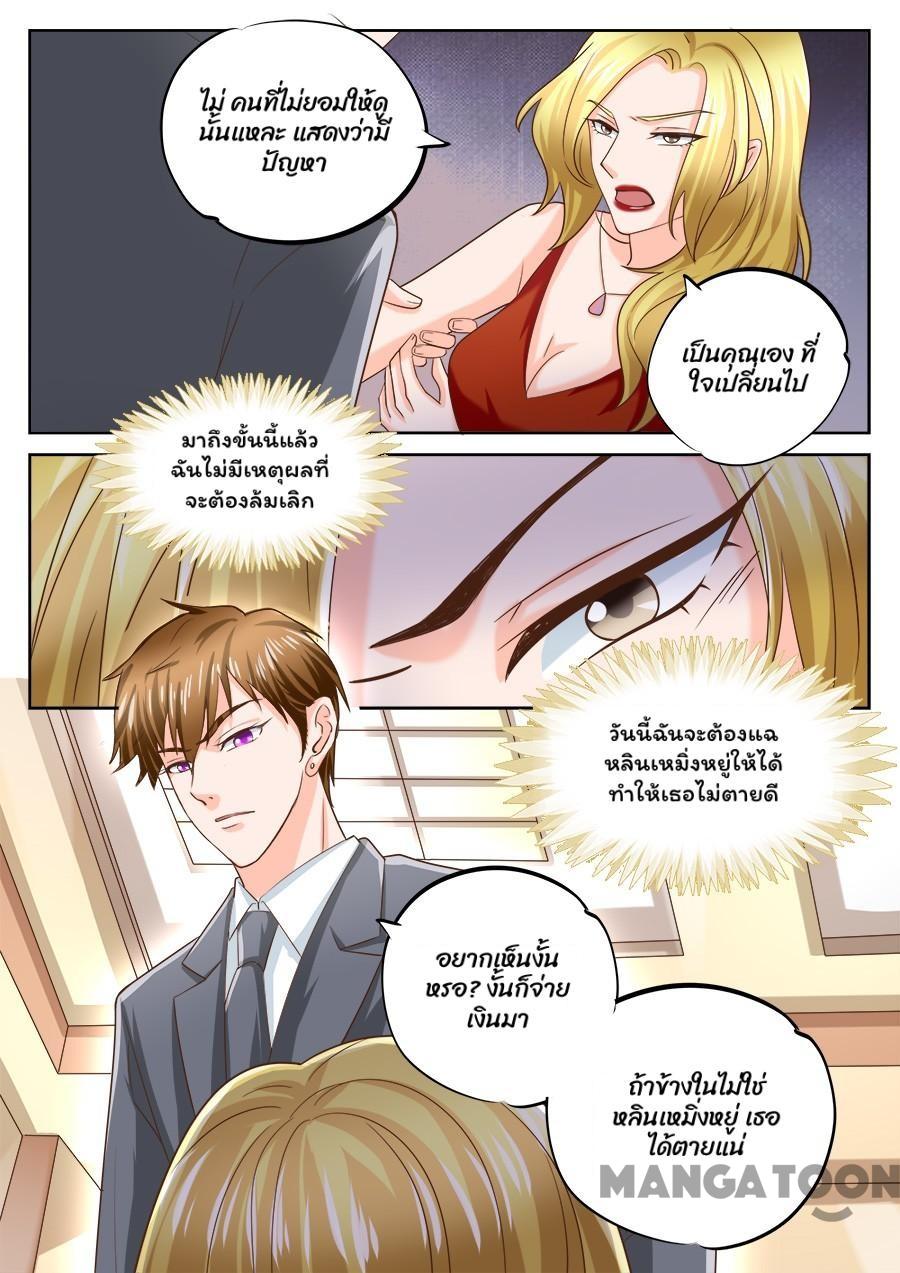 ไม่ คนที่ไม่ยอมให้ดู
นั้นแหละ แสดงว่ามี
ปัญหา
เป็นคุณเอง ที่
ใจเปลี่ยนไป
มาถึงขั้นนี้แล้ว
ฉันไม่มีเหตุผลที่
จะต้องล้มเลิก
วันนี้ฉันจะต้องแฉ
หลินเหมิ่งหยู่ให้ได้
ทำให้เธอไม่ตายดี
อยากเห็นงั้น
หรอ? งั้นก็จ่าย
เงินมา
ถ้าข้างในไม่ใช่
หลินเหมิ่งหยู่ เธอ
ได้ตายแน่
MANGATOON